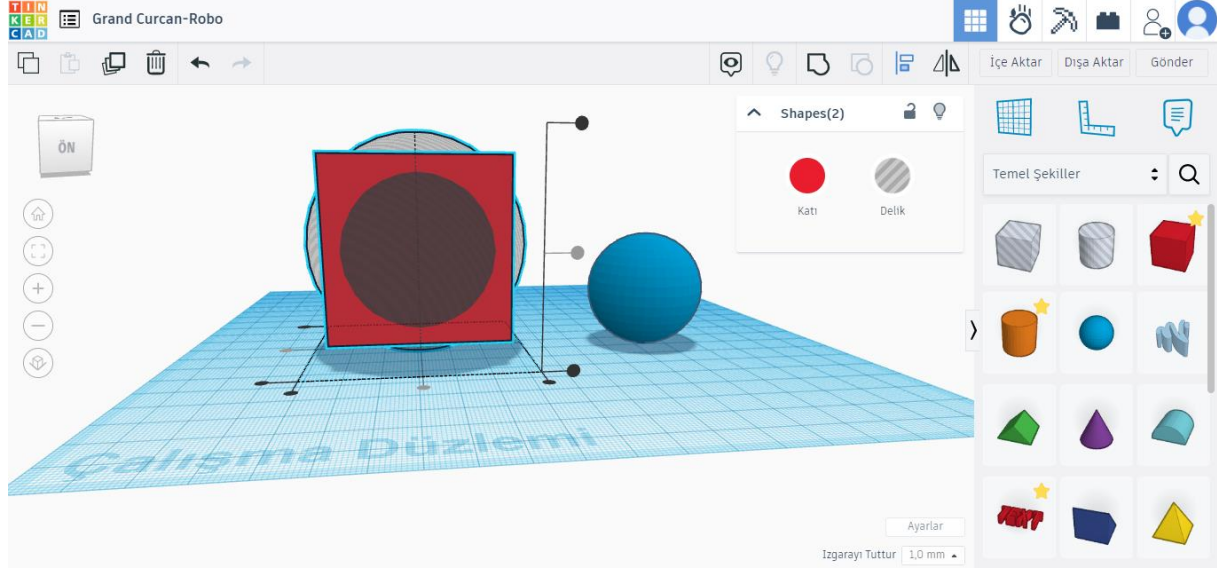 TIN
KER
CAD
Grand Curcan-Robo
İçe Aktar
Dışa Aktar
Gönder
ÖN
Shapes(2)
Katı
Delik
Temel Şekiller
TEXT
Çalışma Düzlemi
Ayarlar
Izgarayı Tuttur 1,0 mm